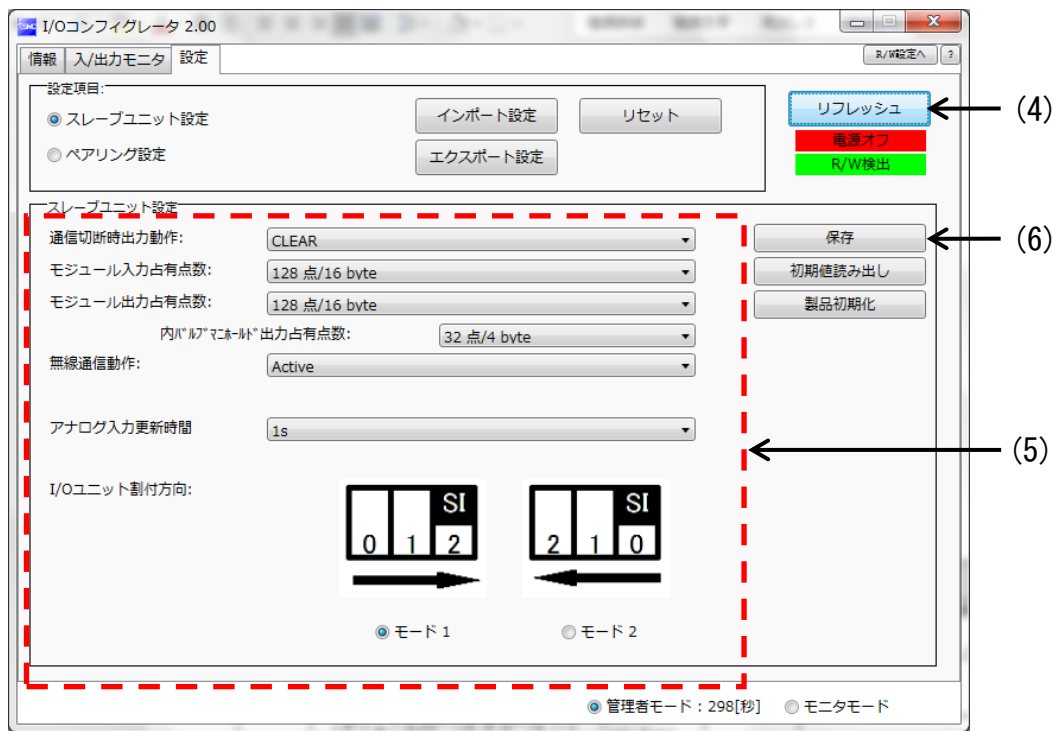 I/Oコンフィグレータ 2.00
情報 入/出力モニタ 設定 R/W設定へ ?
設定項目:
スレーブユニット設定 インポート設定 リセット リフレッシュ (4)
電源オフ
ペアリング設定 エクスポート設定 R/W検出
スレーブユニット設定
通信切断時出力動作: CLEAR 保存 (6)
モジュール入力占有点数: 128 点/16 byte 初期値読み出し
モジュール出力占有点数: 128 点/16 byte 製品初期化
内バルブマニホールド出力占有点数: 32 点/4 byte
無線通信動作: Active
アナログ入力更新時間 1s
(5)
I/Oユニット割付方向:
SI SI
0 1 2 2 1 0
モード 1 モード 2
管理者モード：298[秒] モニタモード